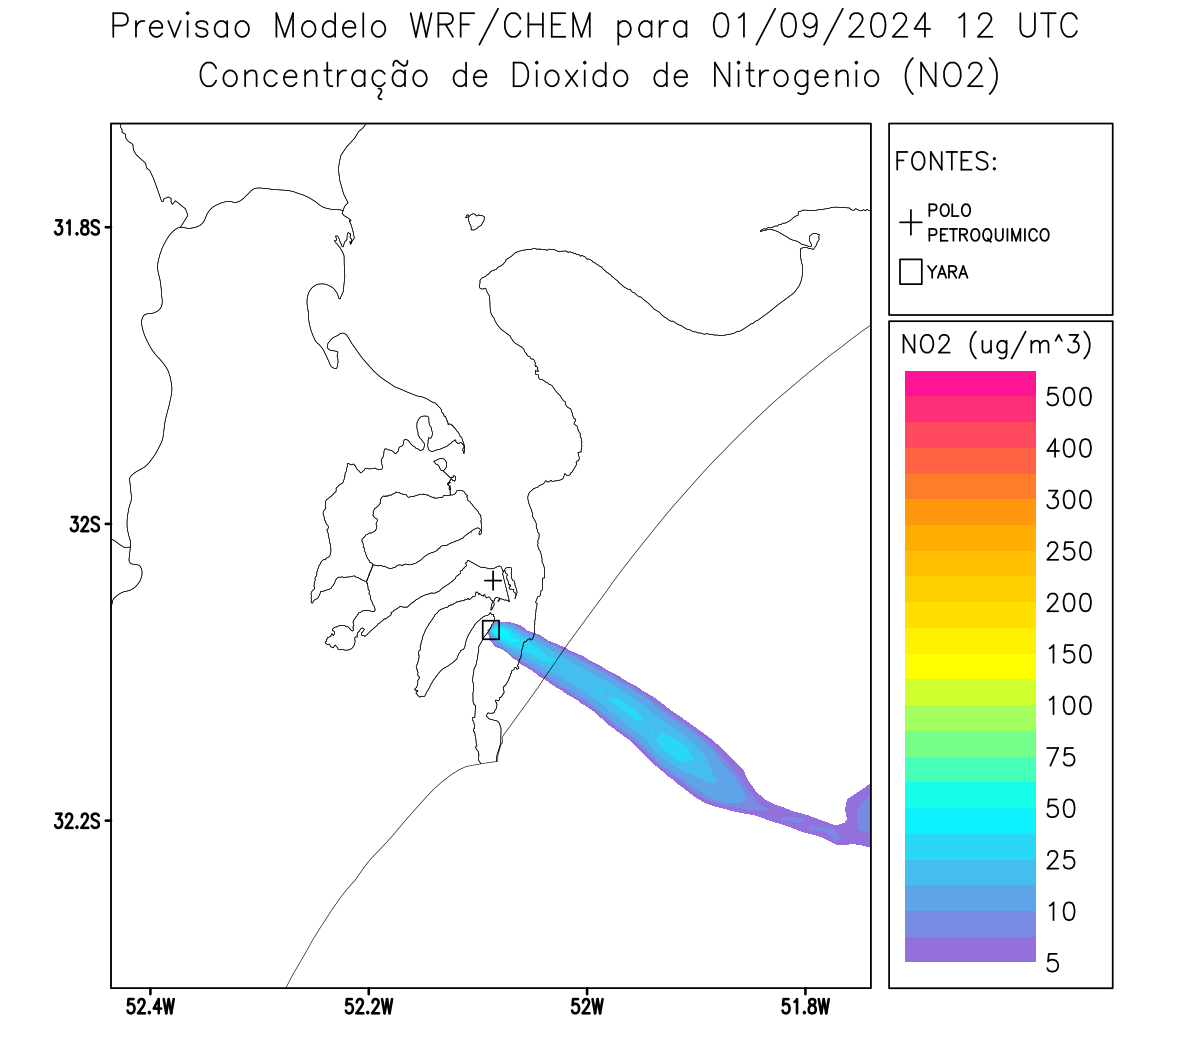 Previsao Modelo WRF/CHEM para 01/09/2024 12 UTC
Concentração de Dioxido de Nitrogenio (NO2)
FONTES:
POLO
PETROQUIMICO
YARA
NO2 (ug/m^3)
500
400
300
250
200
150
100
75
50
25
10
5
31.8S
32S
32.2S
52.4W
52.2W
52W
51.8W